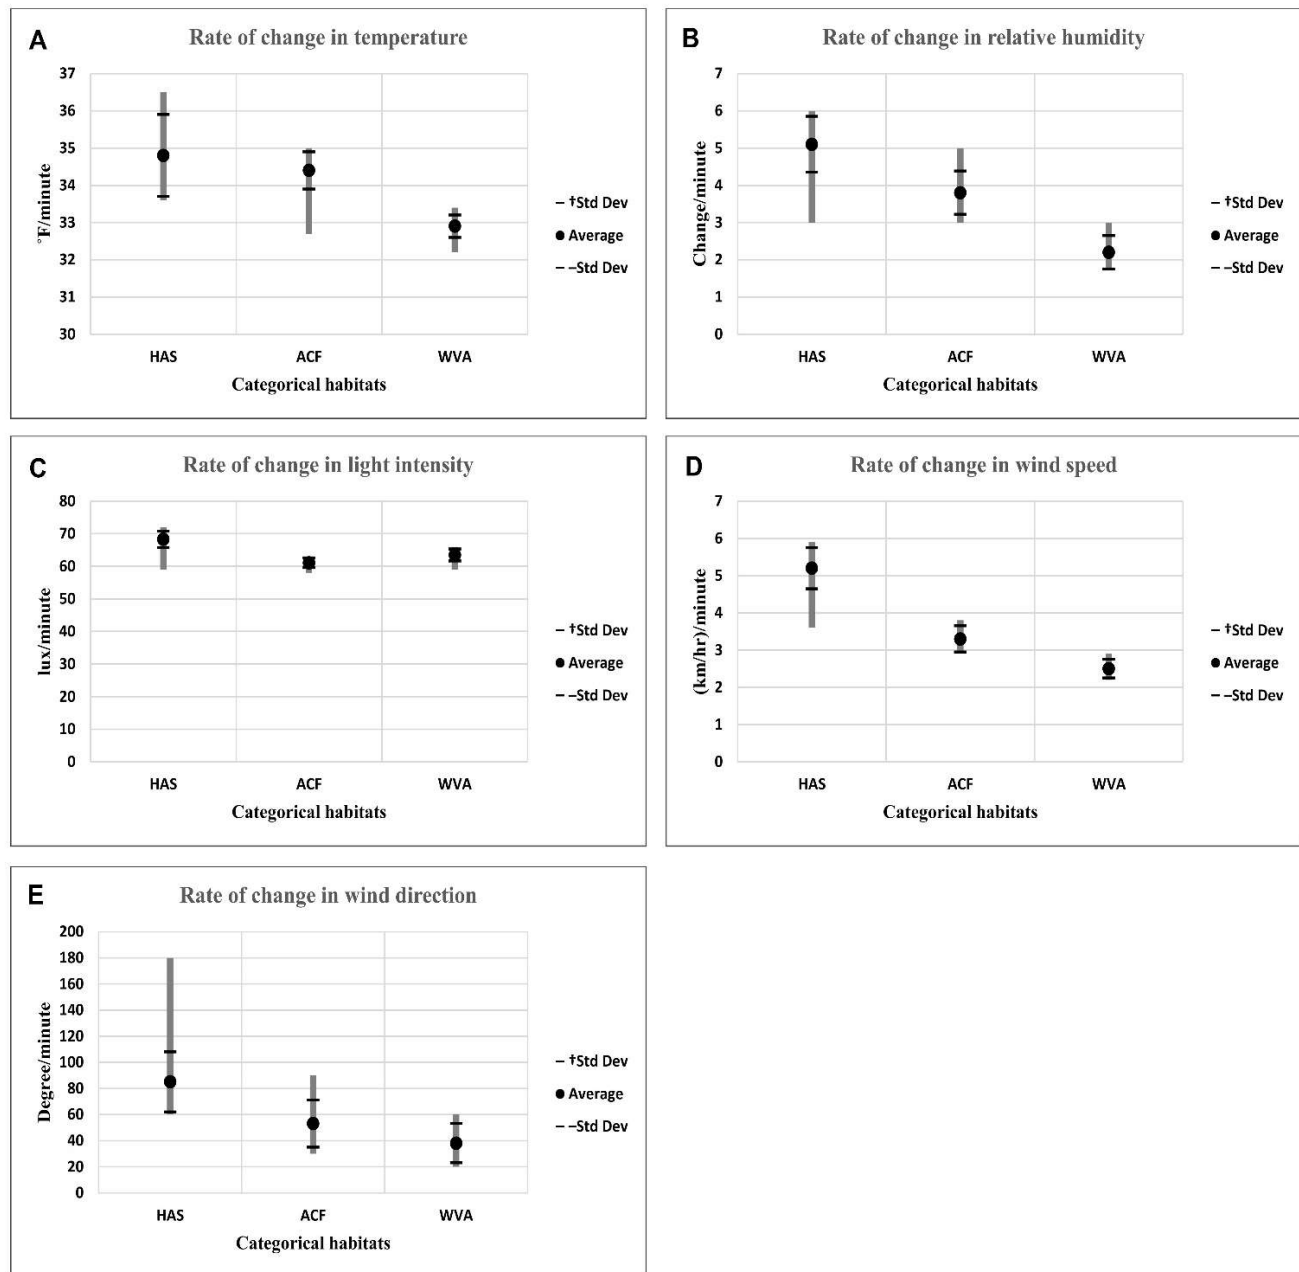 A
Rate of change in temperature
37
36
35
34
33
32
31
30
°F/minute
HAS
ACF
WVA
Categorical habitats
†Std Dev
Average
–Std Dev
B
Rate of change in relative humidity
7
6
5
4
3
2
1
0
Change/minute
HAS
ACF
WVA
Categorical habitats
†Std Dev
Average
–Std Dev
C
Rate of change in light intensity
80
70
60
50
40
30
20
10
0
lux/minute
HAS
ACF
WVA
Categorical habitats
†Std Dev
Average
–Std Dev
D
Rate of change in wind speed
7
6
5
4
3
2
1
0
(km/hr)/minute
HAS
ACF
WVA
Categorical habitats
†Std Dev
Average
–Std Dev
E
Rate of change in wind direction
200
180
160
140
120
100
80
60
40
20
0
Degree/minute
HAS
ACF
WVA
Categorical habitats
†Std Dev
Average
–Std Dev